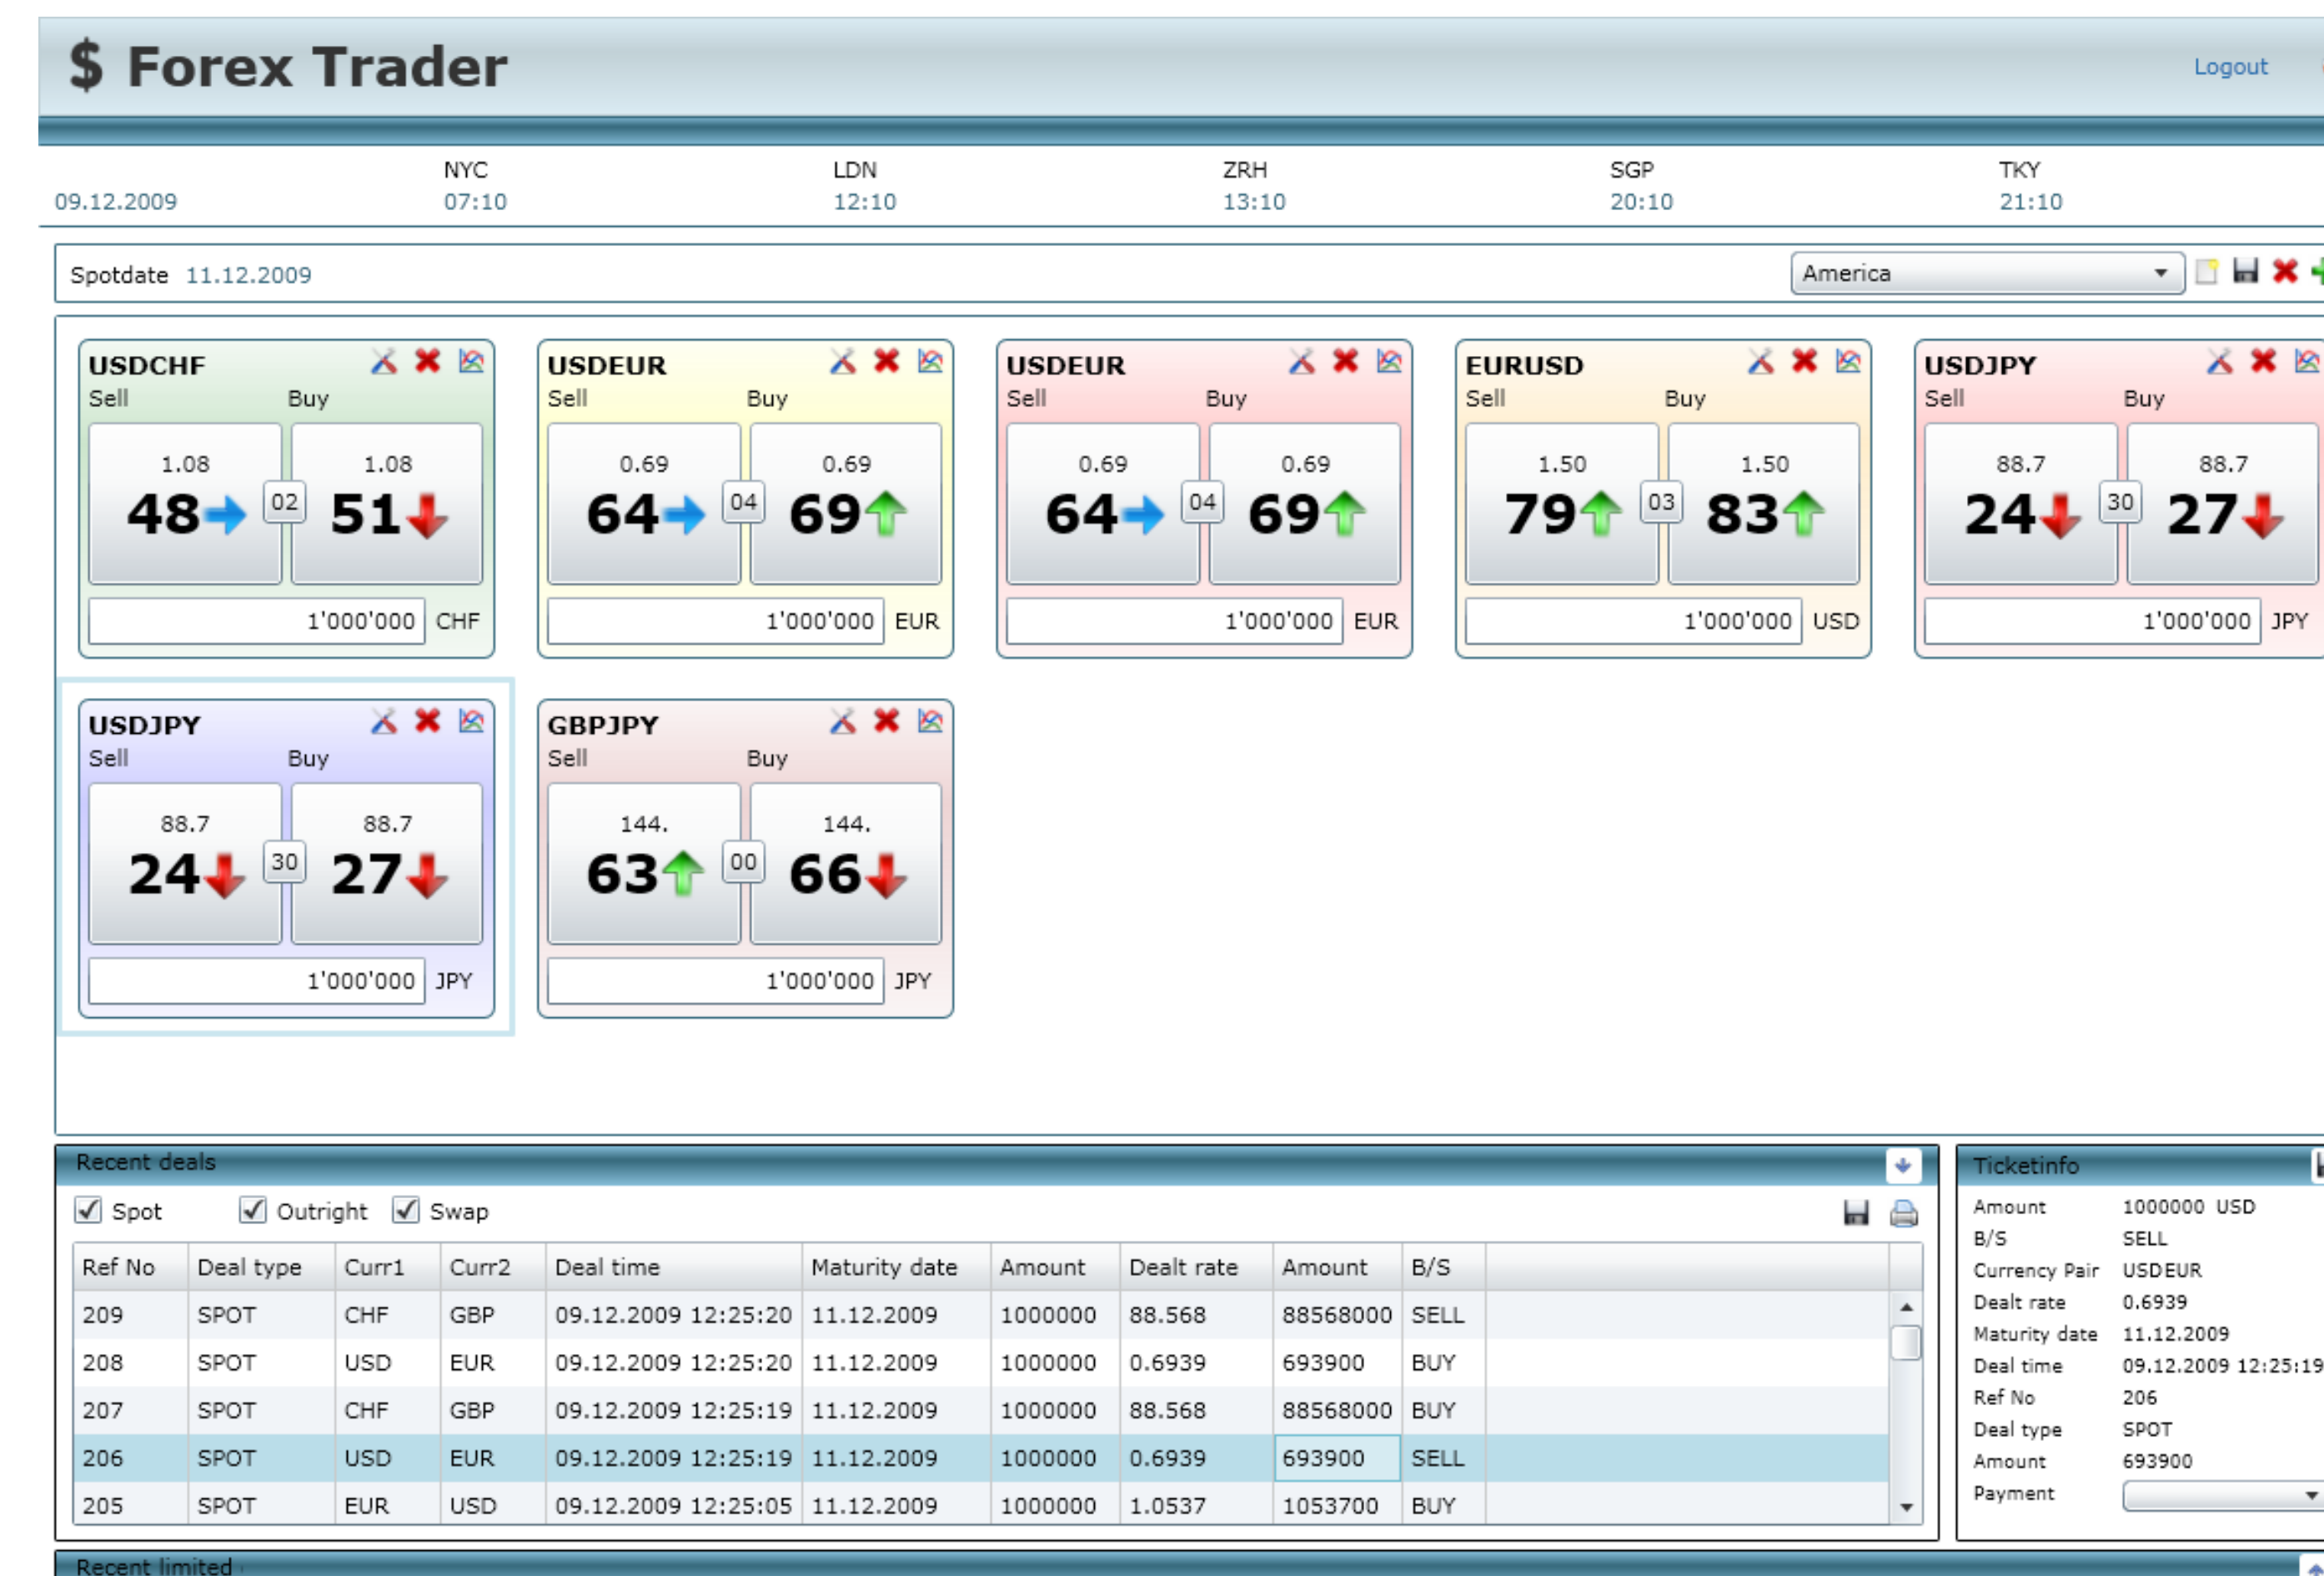 $ Forex Trader
Logout
NYC LDN ZRH SGP TKY
09.12.2009 07:10 12:10 13:10 20:10 21:10
Spotdate 11.12.2009 America
USDCHF USDEUR USDEUR EURUSD USDJPY
Sell Buy Sell Buy Sell Buy Sell Buy Sell Buy
1.08 1.08 0.69 0.69 0.69 0.69 1.50 1.50 88.7 88.7
48 02 51 64 04 69 64 04 69 79 03 83 24 30 27
1'000'000 CHF 1'000'000 EUR 1'000'000 EUR 1'000'000 USD 1'000'000 JPY
USDJPY GBPJPY
Sell Buy Sell Buy
88.7 88.7 144. 144.
24 30 27 63 00 66
1'000'000 JPY 1'000'000 JPY
Recent deals
Spot Outright Swap
Ref No Deal type Curr1 Curr2 Deal time Maturity date Amount Dealt rate Amount B/S
209 SPOT CHF GBP 09.12.2009 12:25:20 11.12.2009 1000000 88.568 88568000 SELL
208 SPOT USD EUR 09.12.2009 12:25:20 11.12.2009 1000000 0.6939 693900 BUY
207 SPOT CHF GBP 09.12.2009 12:25:19 11.12.2009 1000000 88.568 88568000 BUY
206 SPOT USD EUR 09.12.2009 12:25:19 11.12.2009 1000000 0.6939 693900 SELL
205 SPOT EUR USD 09.12.2009 12:25:05 11.12.2009 1000000 1.0537 1053700 BUY
Ticketinfo
Amount 1000000 USD
B/S SELL
Currency Pair USDEUR
Dealt rate 0.6939
Maturity date 11.12.2009
Deal time 09.12.2009 12:25:19
Ref No 206
Deal type SPOT
Amount 693900
Payment
Recent limited